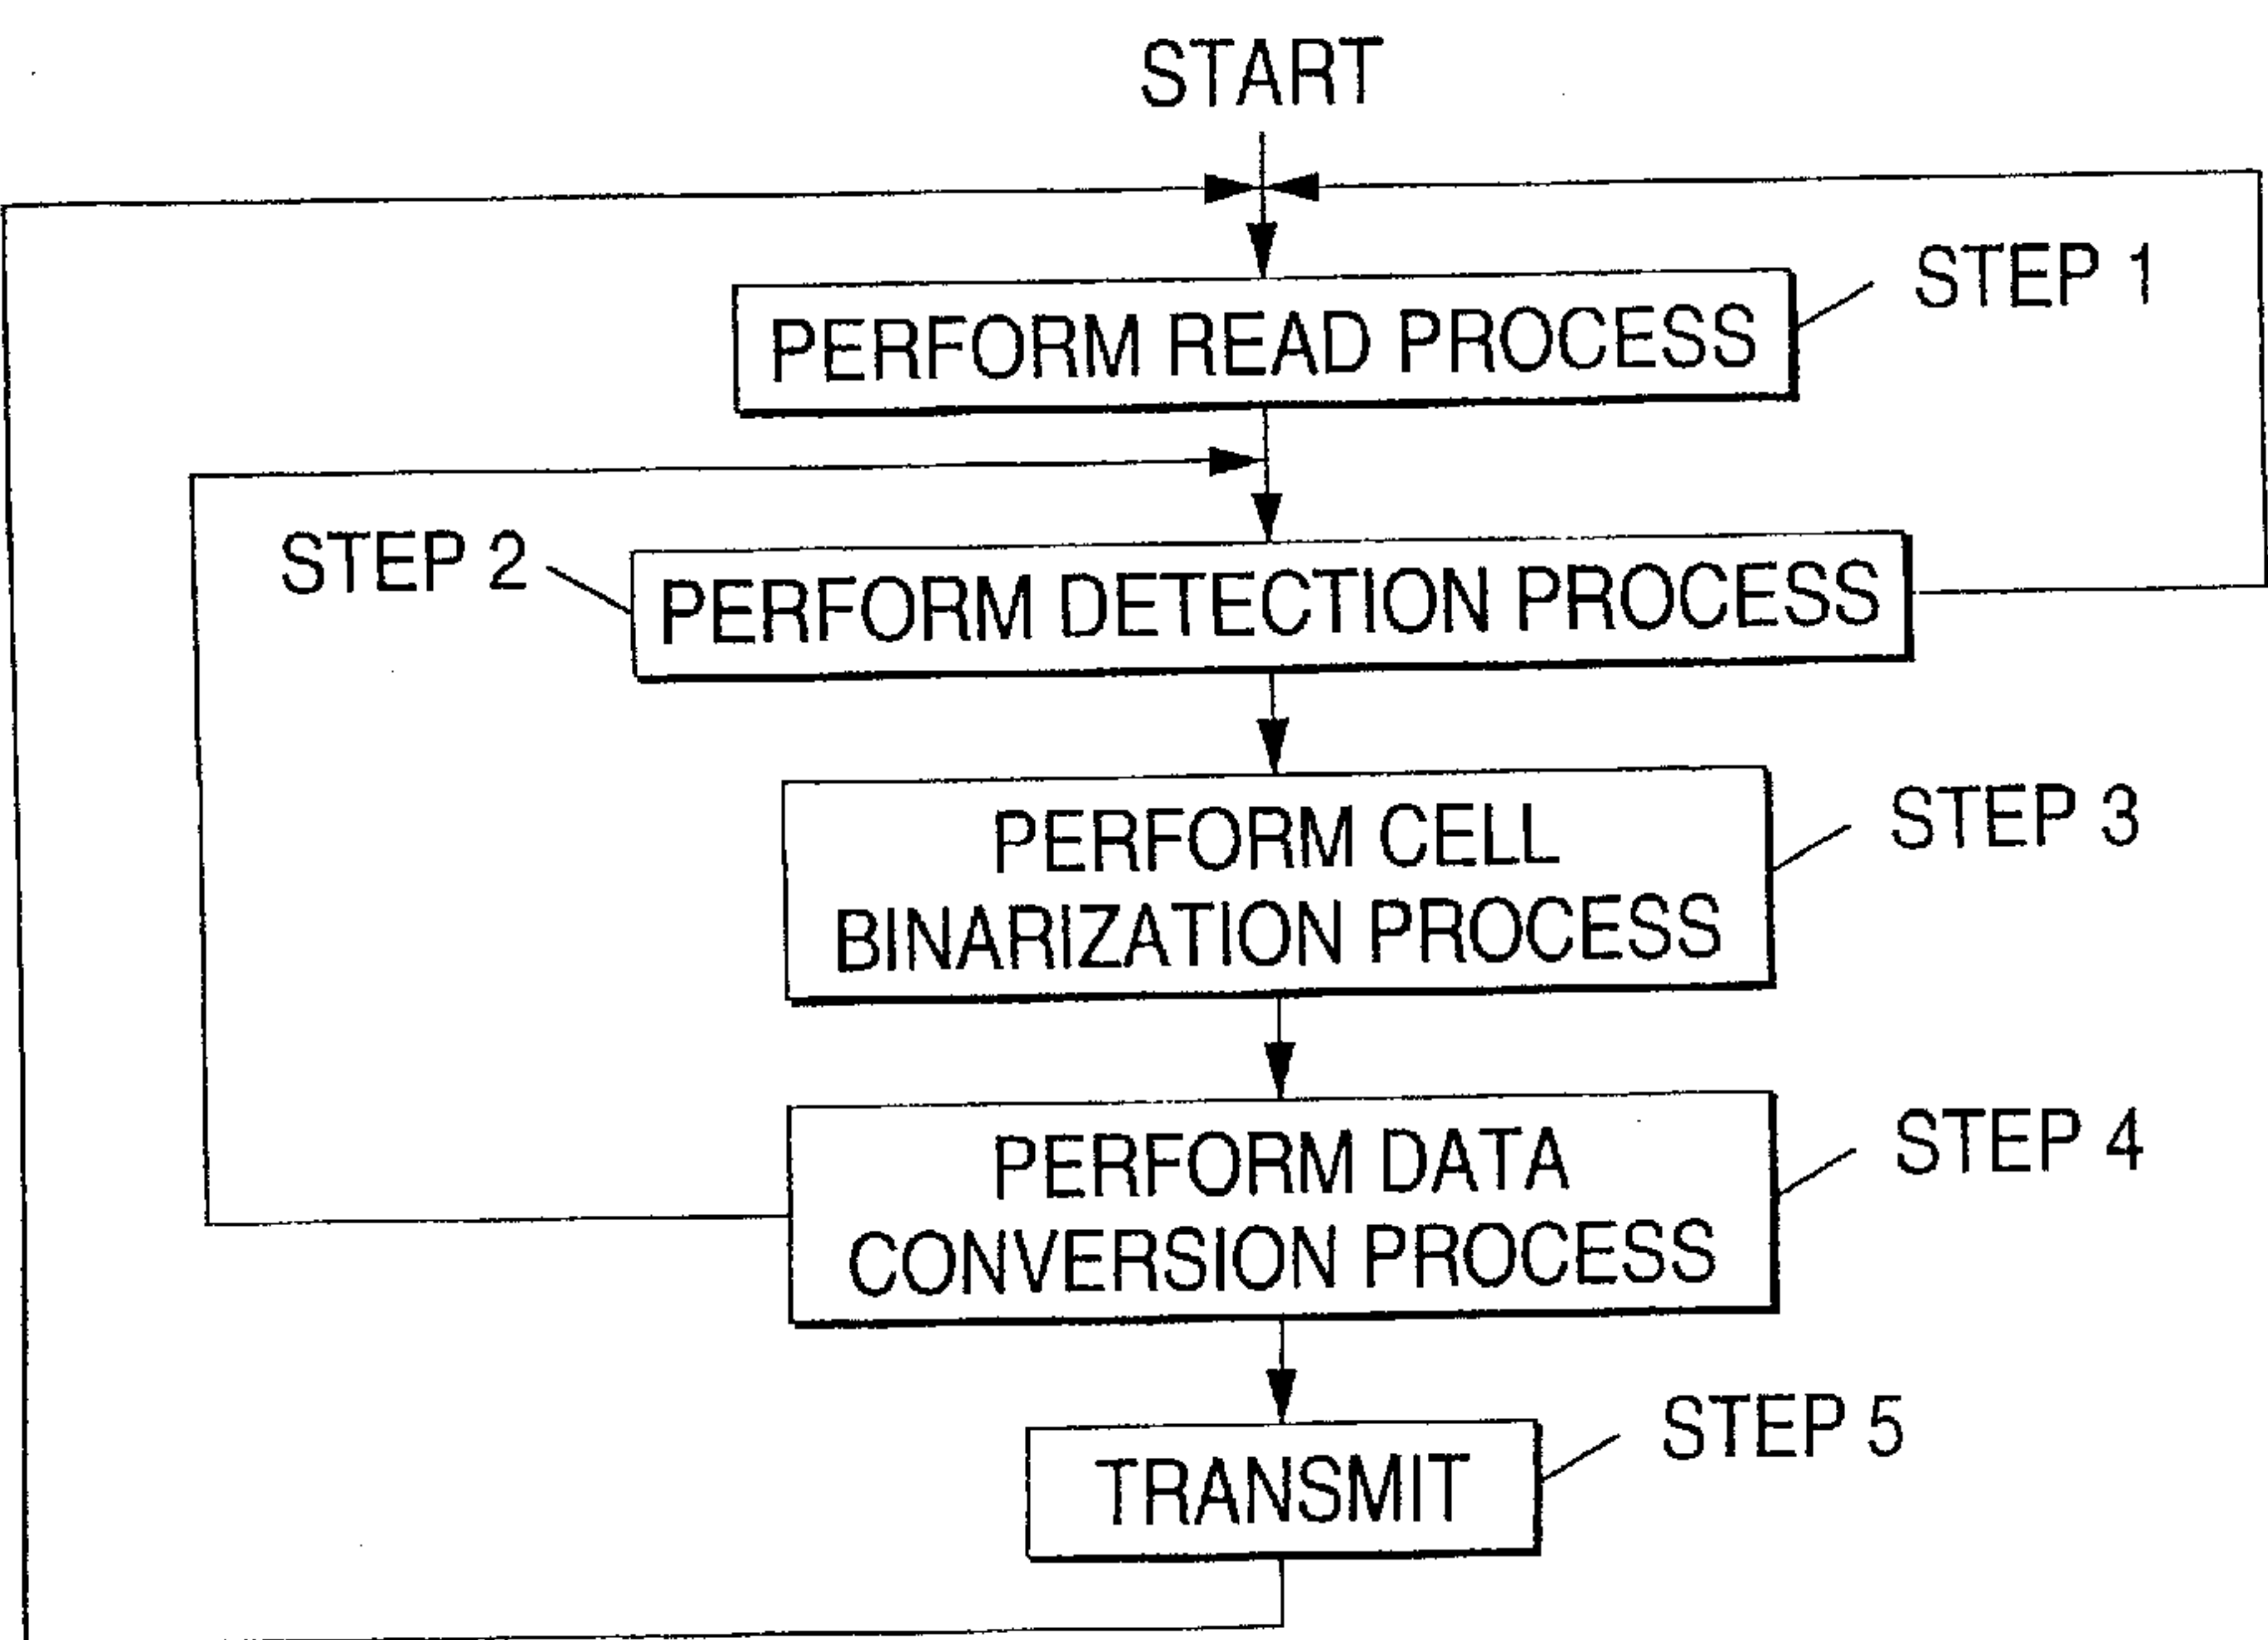 START
STEP 1
PERFORM READ PROCESS
STEP 2
PERFORM DETECTION PROCESS
STEP 3
PERFORM CELL
BINARIZATION PROCESS
STEP 4
PERFORM DATA
CONVERSION PROCESS
STEP 5
TRANSMIT